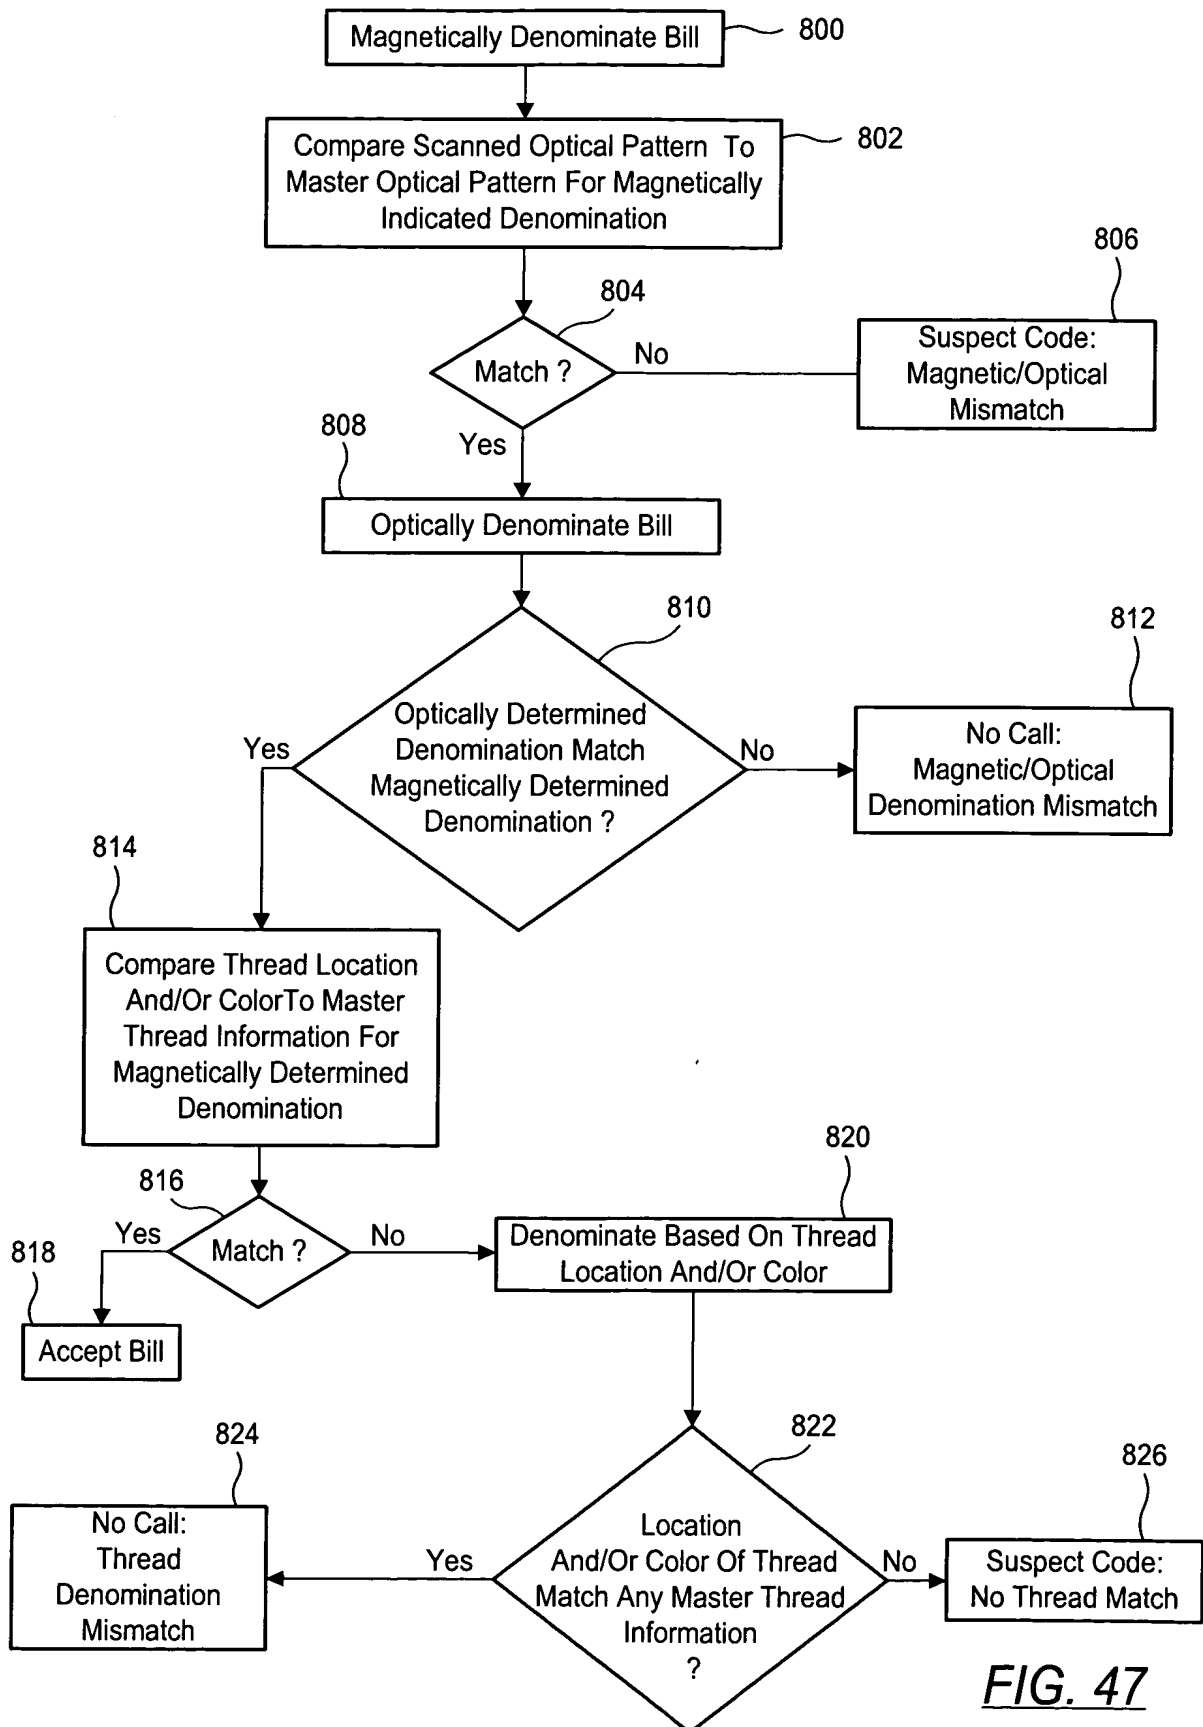 Magnetically Denominate Bill
800
Compare Scanned Optical Pattern To
Master Optical Pattern For Magnetically
Indicated Denomination
802
804
Match ?
No
806
Suspect Code:
Magnetic/Optical
Mismatch
Yes
808
Optically Denominate Bill
810
Optically Determined
Denomination Match
Magnetically Determined
Denomination ?
Yes
No
812
No Call:
Magnetic/Optical
Denomination Mismatch
814
Compare Thread Location
And/Or ColorTo Master
Thread Information For
Magnetically Determined
Denomination
816
Match ?
Yes
No
818
Accept Bill
820
Denominate Based On Thread
Location And/Or Color
822
Location
And/Or Color Of Thread
Match Any Master Thread
Information
?
Yes
No
824
No Call:
Thread
Denomination
Mismatch
826
Suspect Code:
No Thread Match
FIG. 47